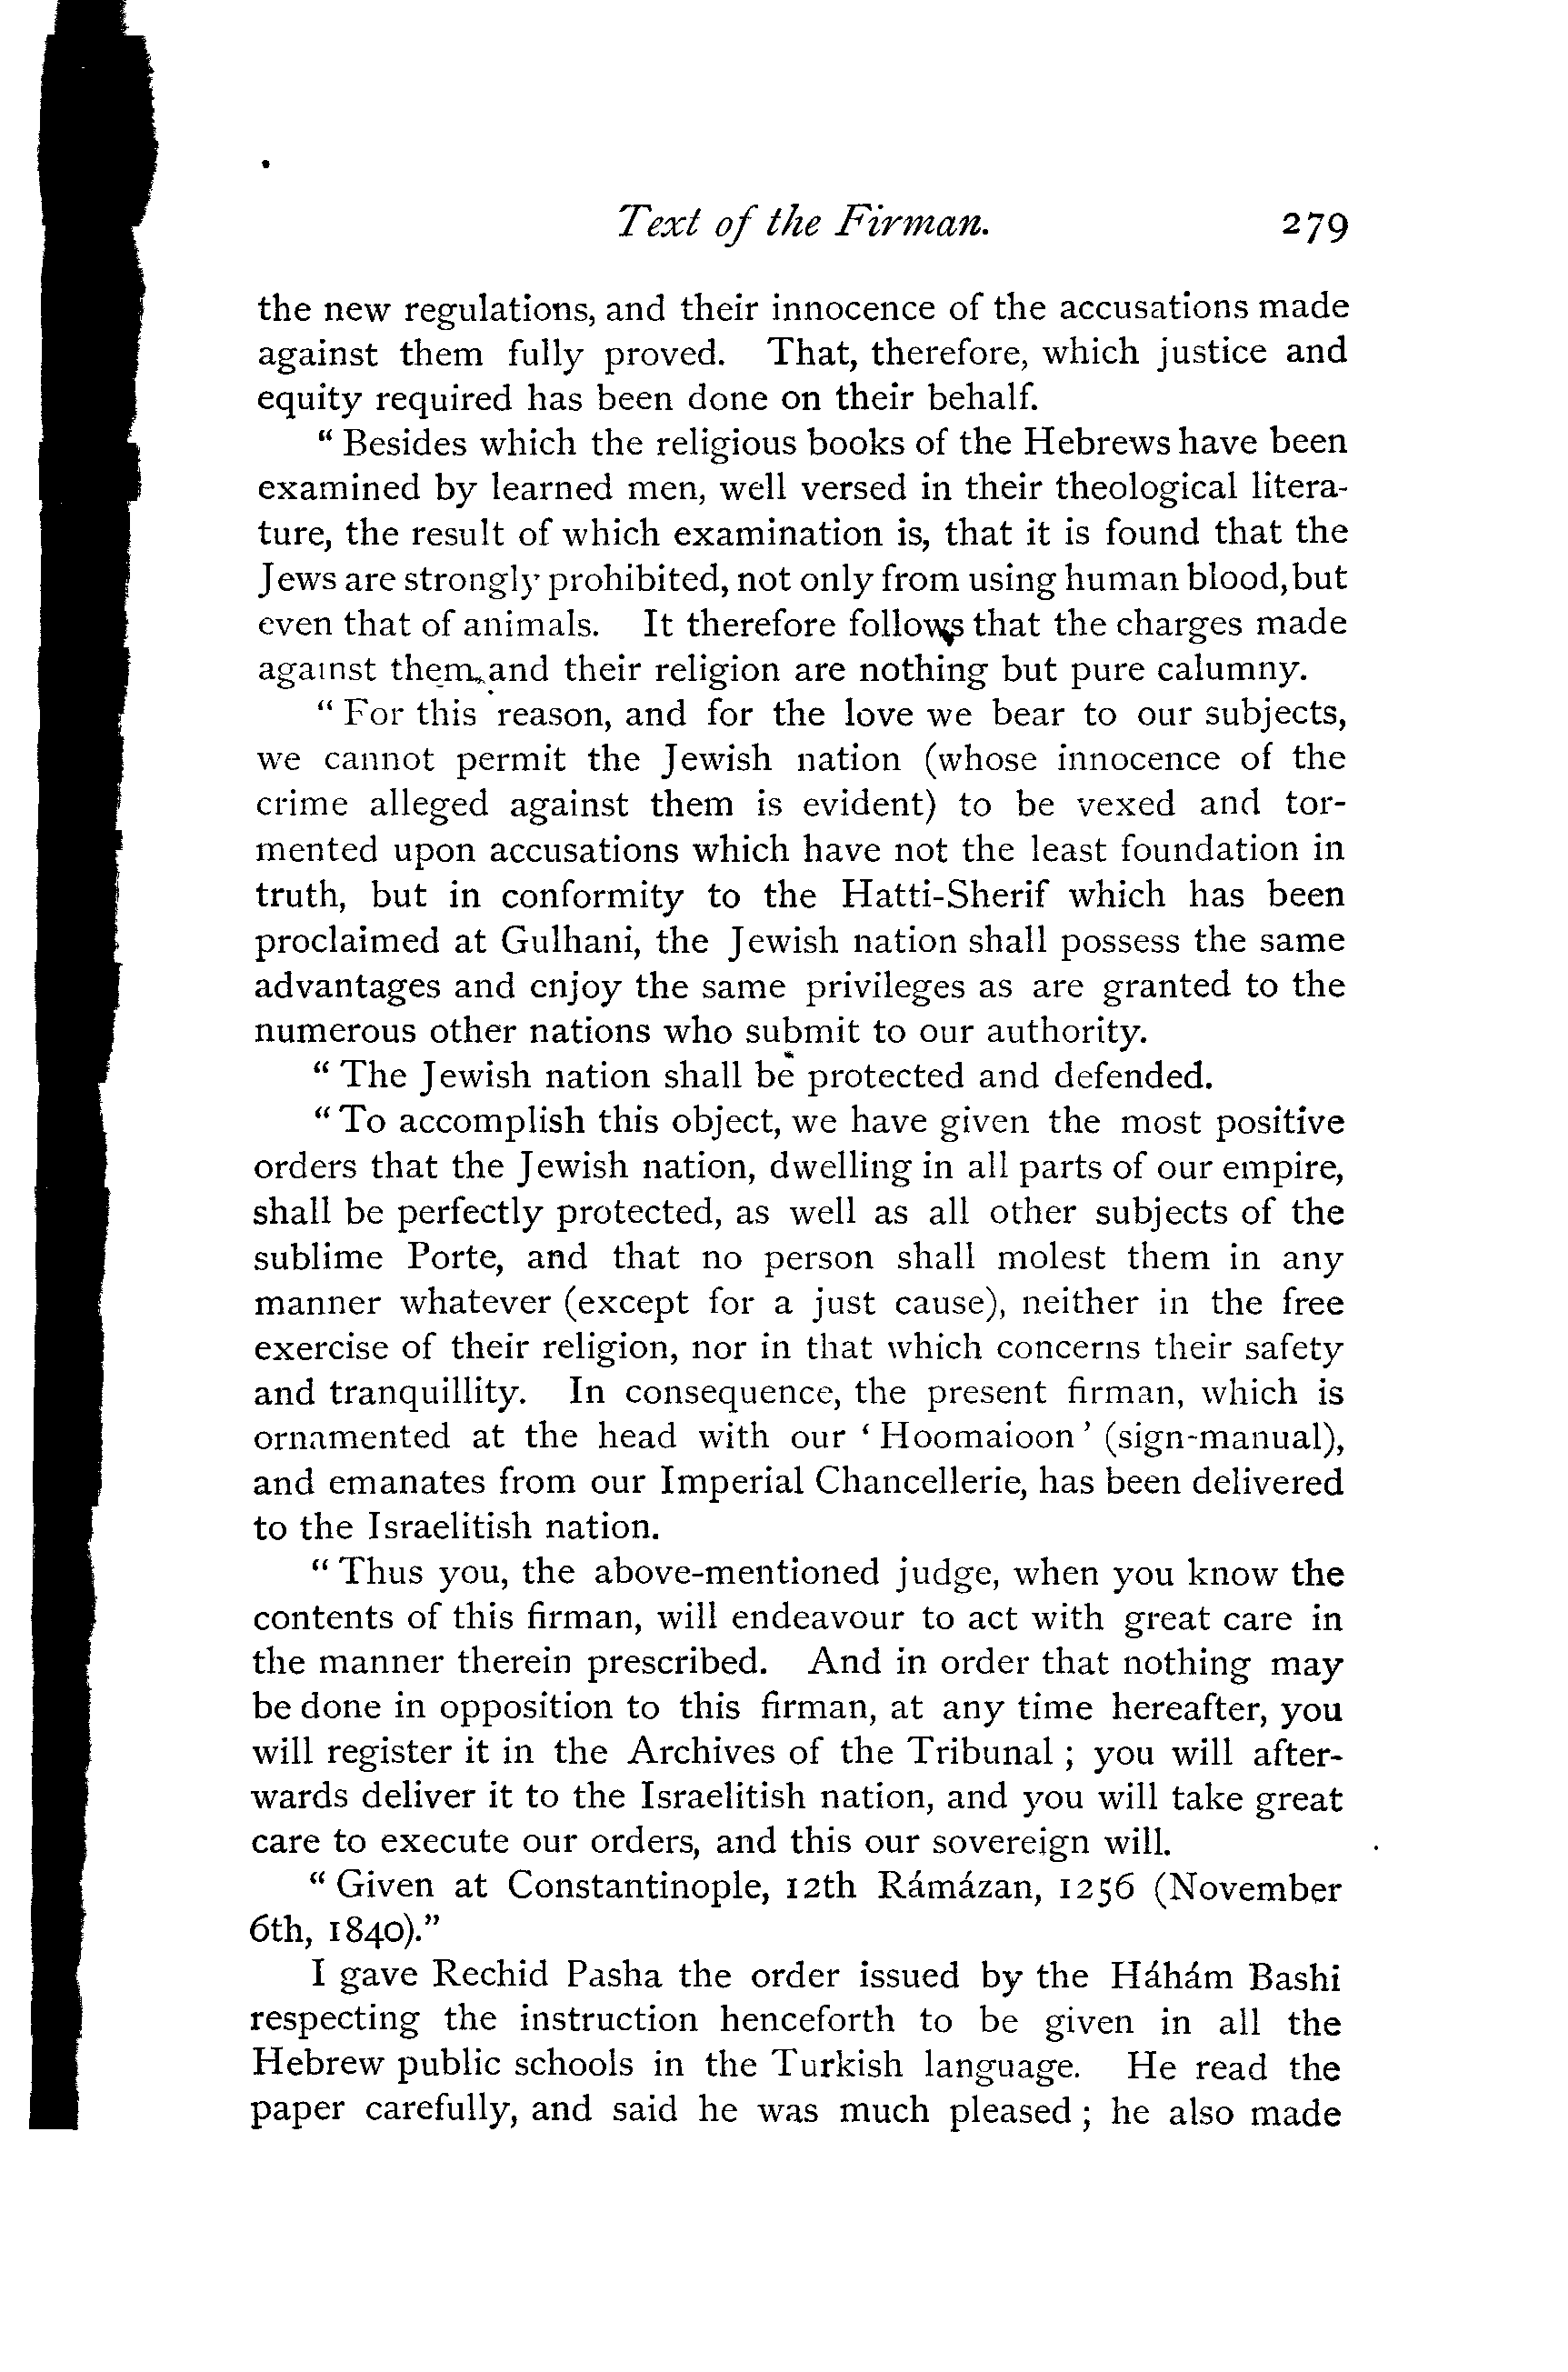 Text of the Firman. 279
the new regulations, and their innocence of the accusations made
against them fully proved. That, therefore, which justice and
equity required has been done on their behalf.
“ Besides which the religious books of the Hebrews have been
examined by learned men, well versed in their theological litera-
ture, the result of which examination is, that it is found that the
Jews are strongly prohibited, not only from using human blood, but
even that of animals. It therefore follows that the charges made
against them and their religion are nothing but pure calumny.
“ For this reason, and for the love we bear to our subjects,
we cannot permit the Jewish nation (whose innocence of the
crime alleged against them is evident) to be vexed and tor-
mented upon accusations which have not the least foundation in
truth, but in conformity to the Hatti-Sherif which has been
proclaimed at Gulhani, the Jewish nation shall possess the same
advantages and enjoy the same privileges as are granted to the
numerous other nations who submit to our authority.
“ The Jewish nation shall be protected and defended.
“ To accomplish this object, we have given the most positive
orders that the Jewish nation, dwelling in all parts of our empire,
shall be perfectly protected, as well as all other subjects of the
sublime Porte, and that no person shall molest them in any
manner whatever (except for a just cause), neither in the free
exercise of their religion, nor in that which concerns their safety
and tranquillity. In consequence, the present firman, which is
ornamented at the head with our ‘ Hoomaioon ’ (sign-manual),
and emanates from our Imperial Chancellerie, has been delivered
to the Israelitish nation.
“ Thus you, the above-mentioned judge, when you know the
contents of this firman, will endeavour to act with great care in
the manner therein prescribed. And in order that nothing may
be done in opposition to this firman, at any time hereafter, you
will register it in the Archives of the Tribunal ; you will after-
wards deliver it to the Israelitish nation, and you will take great
care to execute our orders, and this our sovereign will.
“ Given at Constantinople, 12th Rámázan, 1256 (November
6th, 1840).”
I gave Rechid Pasha the order issued by the Háhám Bashi
respecting the instruction henceforth to be given in all the
Hebrew public schools in the Turkish language. He read the
paper carefully, and said he was much pleased ; he also made